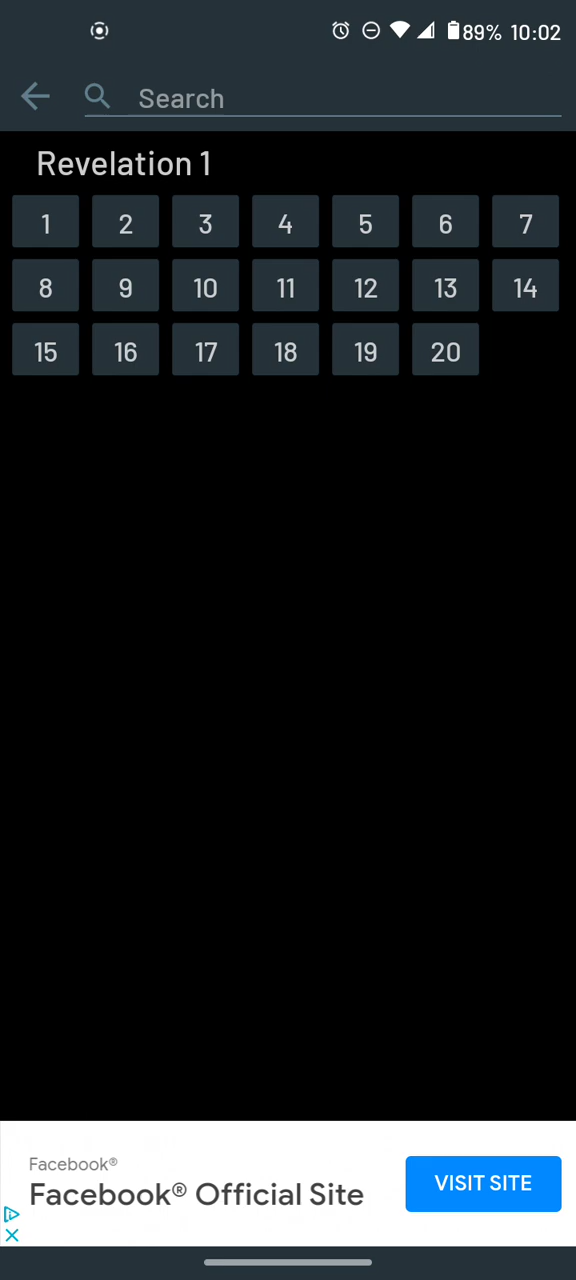 89% 10:02
Search
Revelation 1
1 2 3 4 5 6 7
8 9 10 11 12 13 14
15 16 17 18 19 20
Facebook®
Facebook® Official Site
VISIT SITE